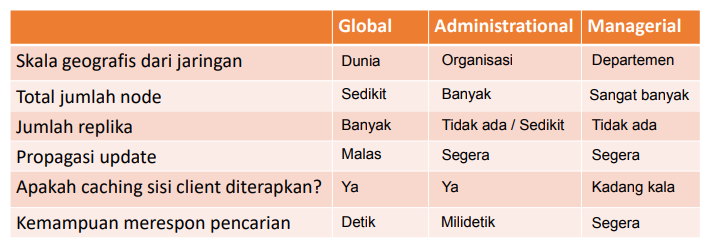 Global Administrational Managerial
Skala geografis dari jaringan Dunia Organisasi Departemen
Total jumlah node Sedikit Banyak Sangat banyak
Jumlah replika Banyak Tidak ada / Sedikit Tidak ada
Propagasi update Malas Segera Segera
Apakah caching sisi client diterapkan? Ya Ya Kadang kala
Kemampuan merespon pencarian Detik Milidetik Segera